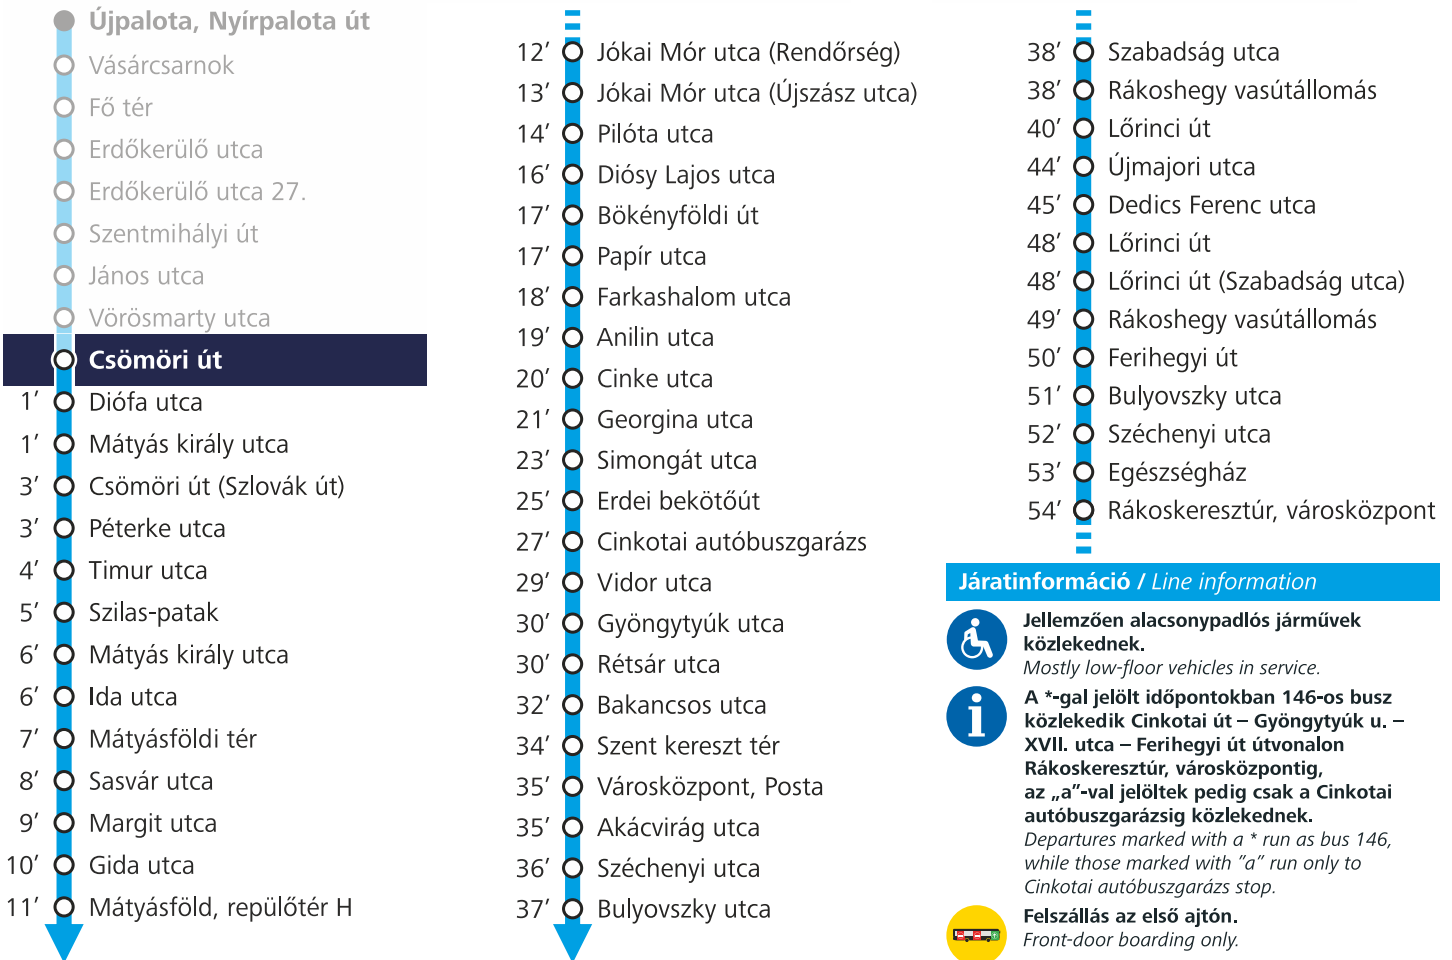 Újpalota, Nyírpalota út
Vásárcsarnok
Fő tér
Erdőkerülő utca
Erdőkerülő utca 27.
Szentmihályi út
János utca
Vörösmarty utca
Csömöri út
1’ Diófa utca
1’ Mátyás király utca
3’ Csömöri út (Szlovák út)
3’ Péterke utca
4’ Timur utca
5’ Szilas-patak
6’ Mátyás király utca
6’ Ida utca
7’ Mátyásföldi tér
8’ Sasvár utca
9’ Margit utca
10’ Gida utca
11’ Mátyásföld, repülőtér H
12’ Jókai Mór utca (Rendőrség)
13’ Jókai Mór utca (Újszász utca)
14’ Pilóta utca
16’ Diósy Lajos utca
17’ Bökényföldi út
17’ Papír utca
18’ Farkashalom utca
19’ Anilin utca
20’ Cinke utca
21’ Georgina utca
23’ Simongát utca
25’ Erdei bekötőút
27’ Cinkotai autóbuszgarázs
29’ Vidor utca
30’ Gyöngytyúk utca
30’ Rétsár utca
32’ Bakancsos utca
34’ Szent kereszt tér
35’ Városközpont, Posta
35’ Akácvirág utca
36’ Széchenyi utca
37’ Bulyovszky utca
38’ Szabadság utca
38’ Rákoshegy vasútállomás
40’ Lőrinci út
44’ Újmajori utca
45’ Dedics Ferenc utca
48’ Lőrinci út
48’ Lőrinci út (Szabadság utca)
49’ Rákoshegy vasútállomás
50’ Ferihegyi út
51’ Bulyovszky utca
52’ Széchenyi utca
53’ Egészségház
54’ Rákoskeresztúr, városközpont
Járatinformáció / Line information
Jellemzően alacsonypadlós járművek
közlekednek.
Mostly low-floor vehicles in service.
A *-gal jelölt időpontokban 146-os busz
közlekedik Cinkotai út – Gyöngytyúk u. –
XVII. utca – Ferihegyi út útvonalon
Rákoskeresztúr, városközpontig,
az „a”-val jelöltek pedig csak a Cinkotai
autóbuszgarázsig közlekednek.
Departures marked with a * run as bus 146,
while those marked with ”a” run only to
Cinkotai autóbuszgarázs stop.
Felszállás az első ajtón.
Front-door boarding only.